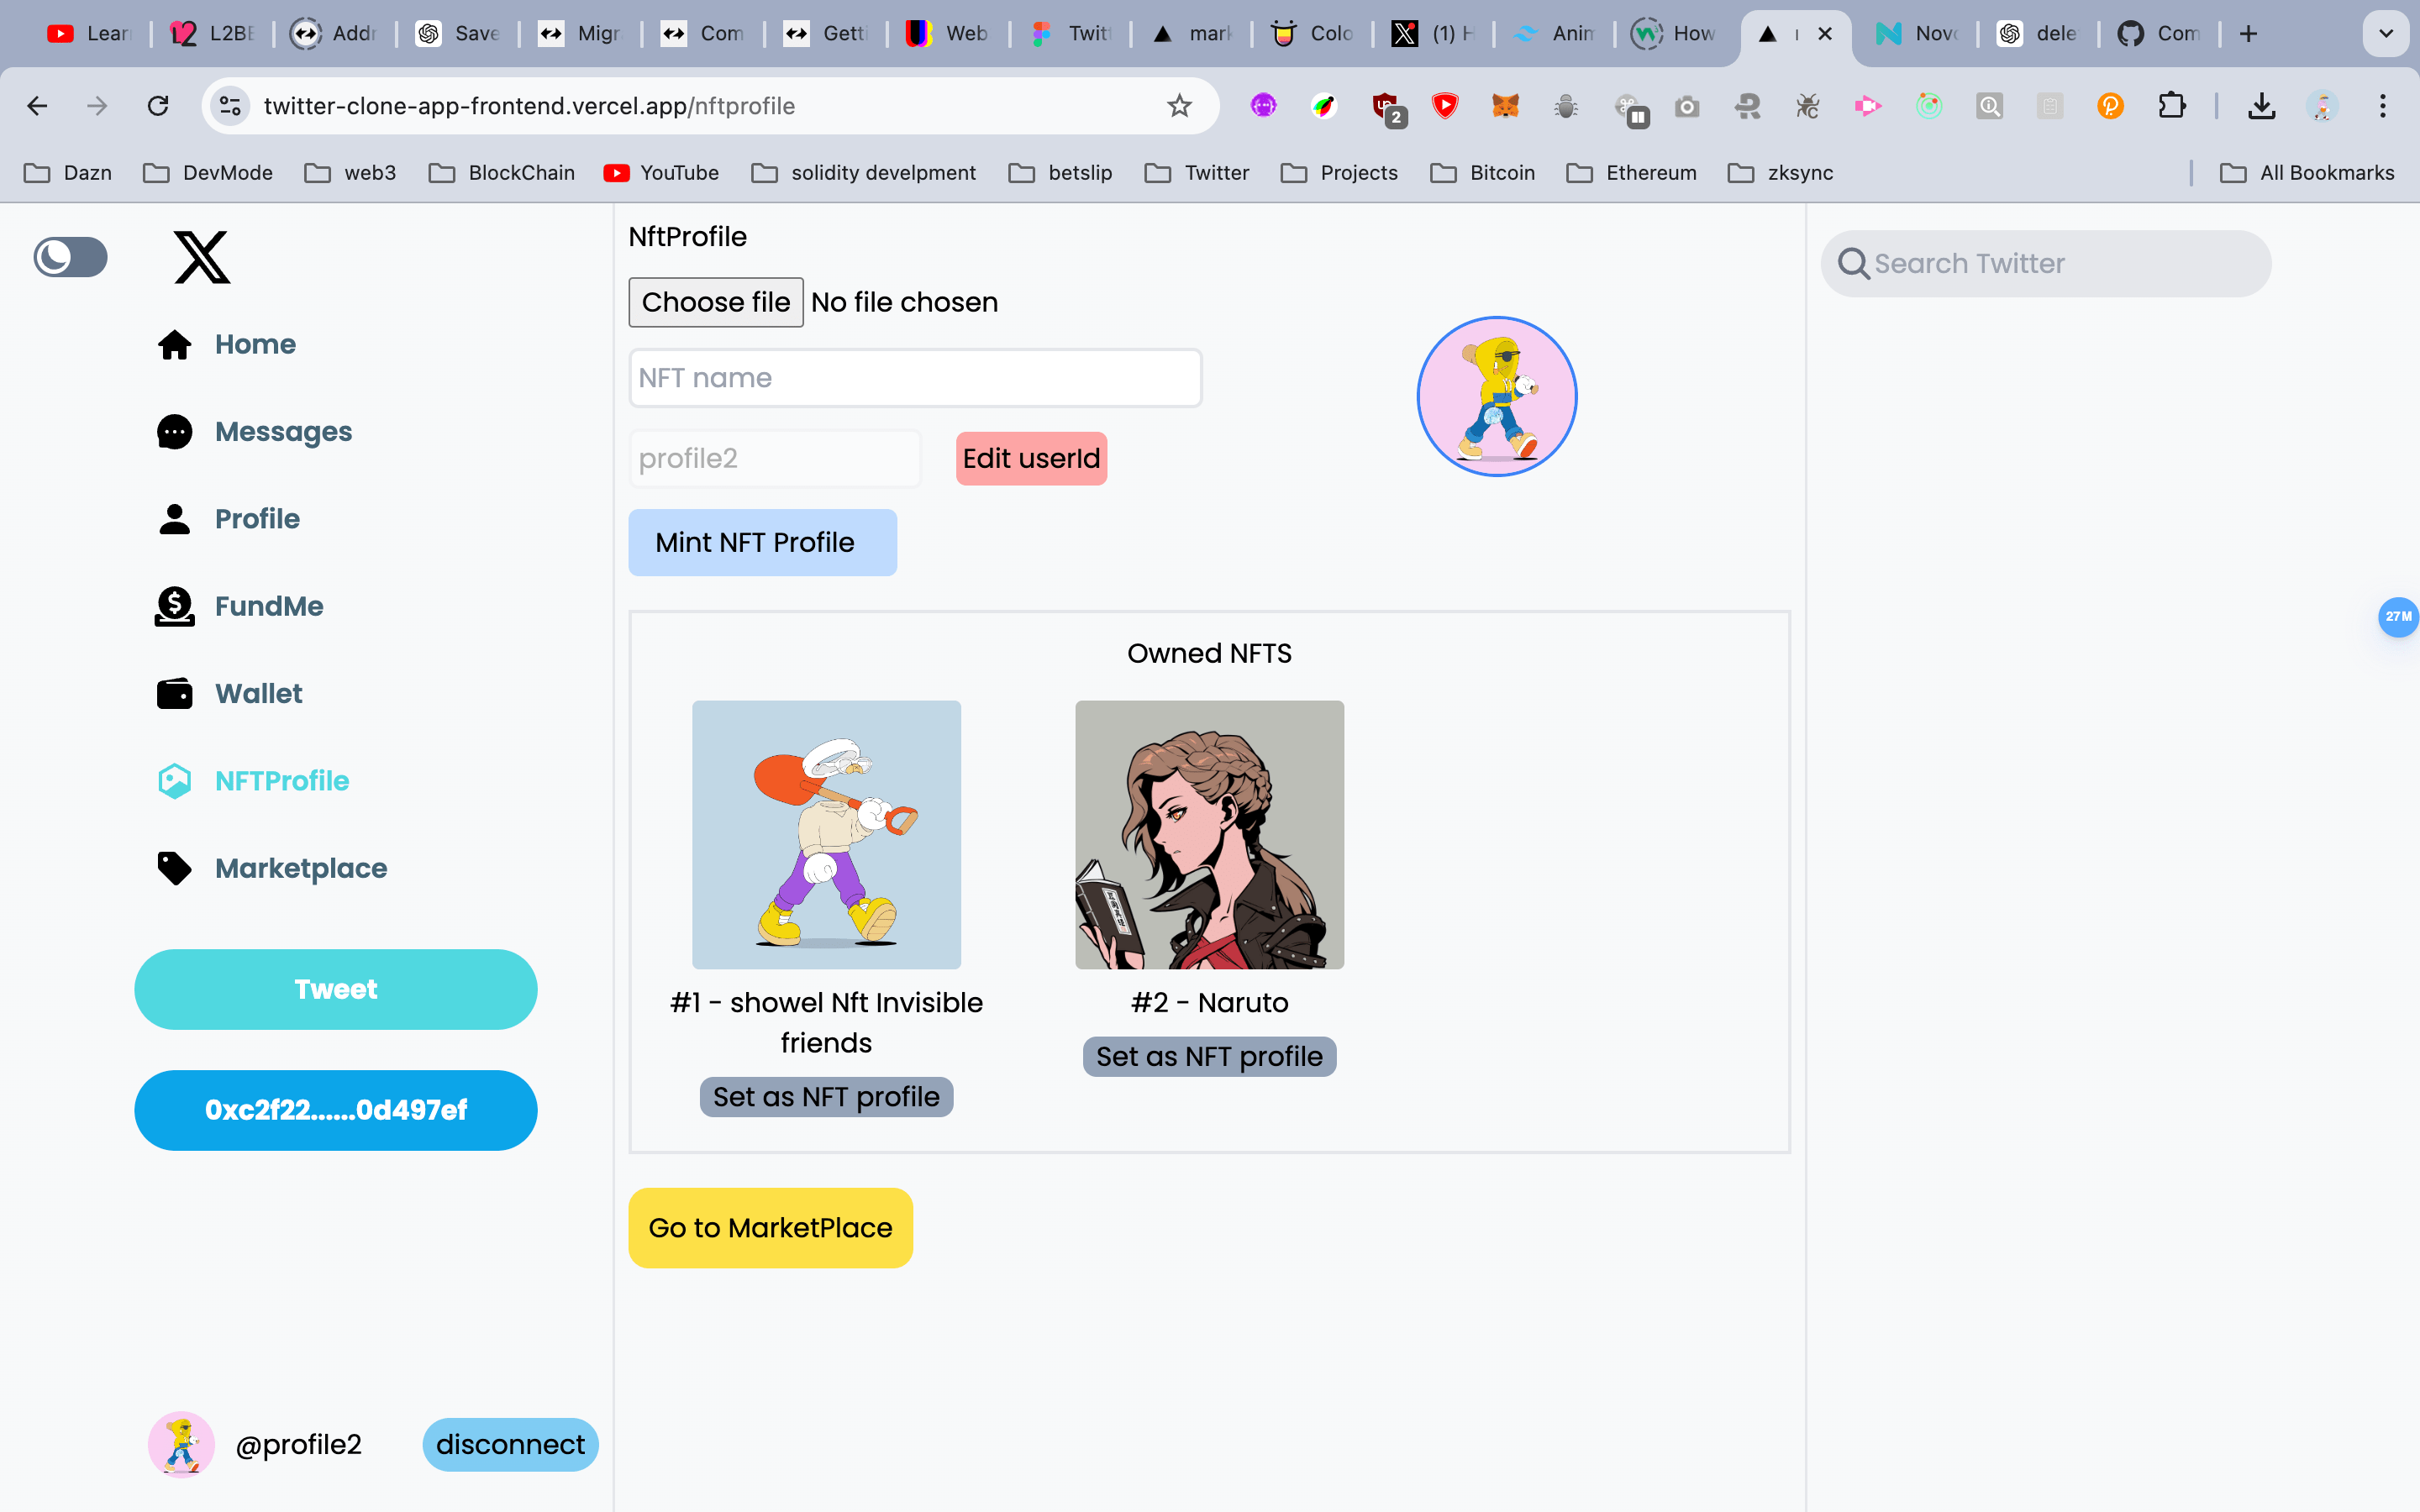 Lear
L2BE
Addr
Save
Migr
Com
Getti
Web
Twitt
mark
Colo
(1) H
Anim
How
Novo
dele
Com
twitter-clone-app-frontend.vercel.app/nftprofile
2
Dazn
DevMode
web3
BlockChain
YouTube
solidity develpment
betslip
Twitter
Projects
Bitcoin
Ethereum
zksync
All Bookmarks
Home
Messages
Profile
FundMe
Wallet
NFTProfile
Marketplace
Tweet
0xc2f22......0d497ef
@profile2
disconnect
NftProfile
Choose file No file chosen
NFT name
profile2
Edit userId
Mint NFT Profile
Owned NFTS
#1 - showel Nft Invisible
friends
Set as NFT profile
#2 - Naruto
Set as NFT profile
Go to MarketPlace
Search Twitter
27M